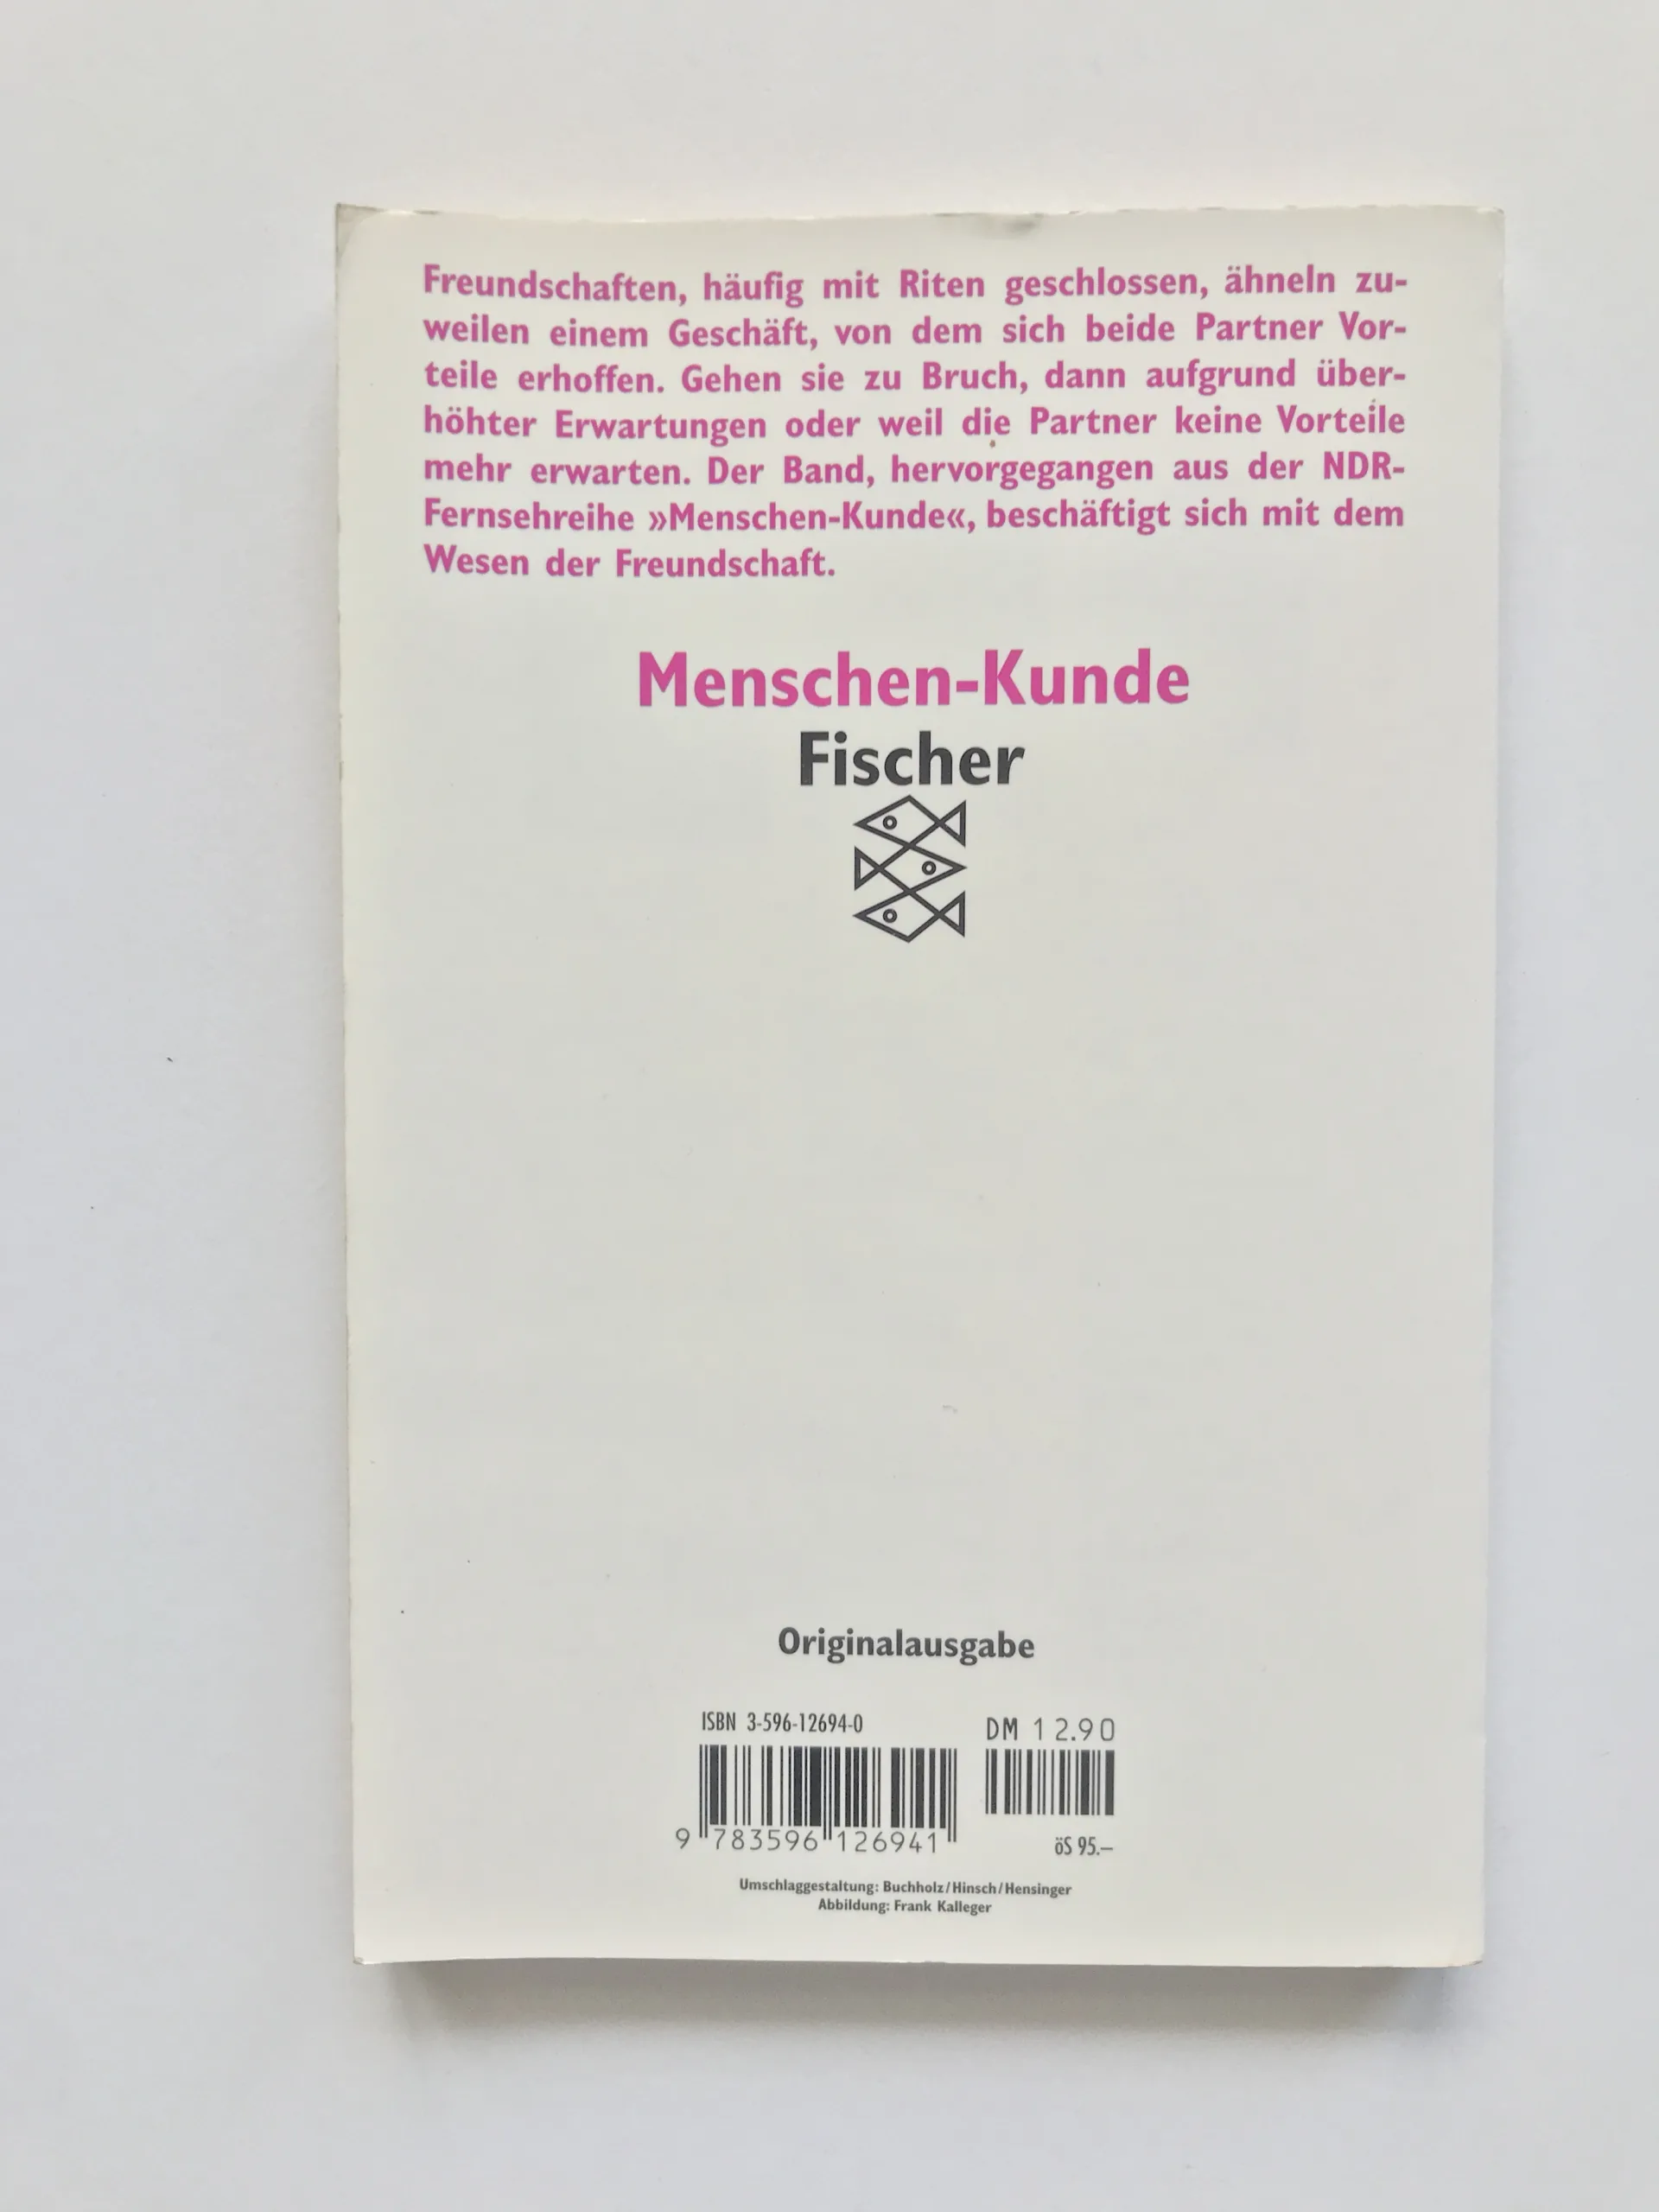 Freundschaften, häufig mit Riten geschlossen, ähneln zu-
weilen einem Geschäft, von dem sich beide Partner Vor-
teile erhoffen. Gehen sie zu Bruch, dann aufgrund über-
höhter Erwartungen oder weil die Partner keine Vorteile
mehr erwarten. Der Band, hervorgegangen aus der NDR-
Fernsehreihe »Menschen-Kunde«, beschäftigt sich mit dem
Wesen der Freundschaft.
Menschen-Kunde
Fischer
Originalausgabe
ISBN 3-596-12694-0
DM 12.90
9 783596 126941
öS 95.–
Umschlaggestaltung: Buchholz/Hinsch/Hensinger
Abbildung: Frank Kalleger